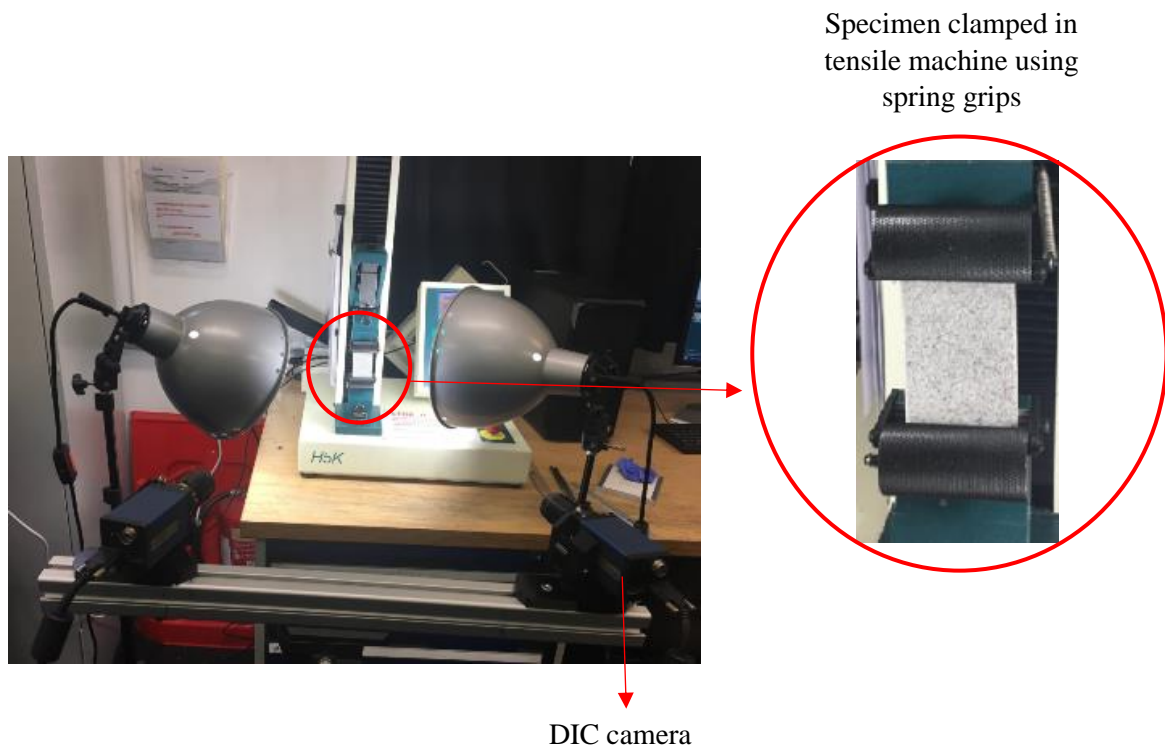 Specimen clamped in
tensile machine using
spring grips
H5K
DIC camera